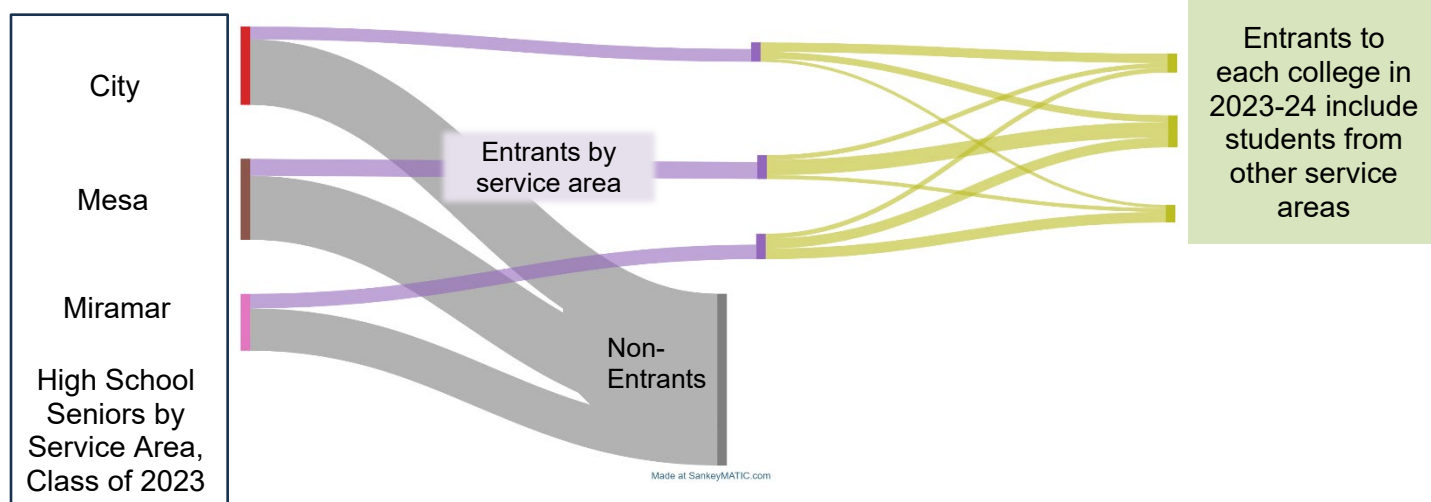 City
Mesa
Miramar
High School
Seniors by
Service Area,
Class of 2023
Entrants by
service area
Non-
Entrants
Entrants to
each college in
2023-24 include
students from
other service
areas
Made at SankeyMATIC.com